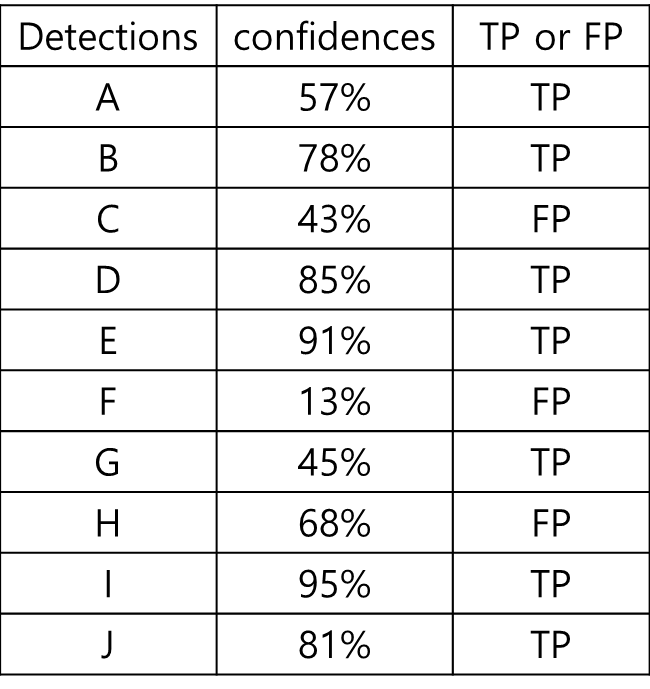 Detections confidences TP or FP
A 57% TP
B 78% TP
C 43% FP
D 85% TP
E 91% TP
F 13% FP
G 45% TP
H 68% FP
I 95% TP
J 81% TP